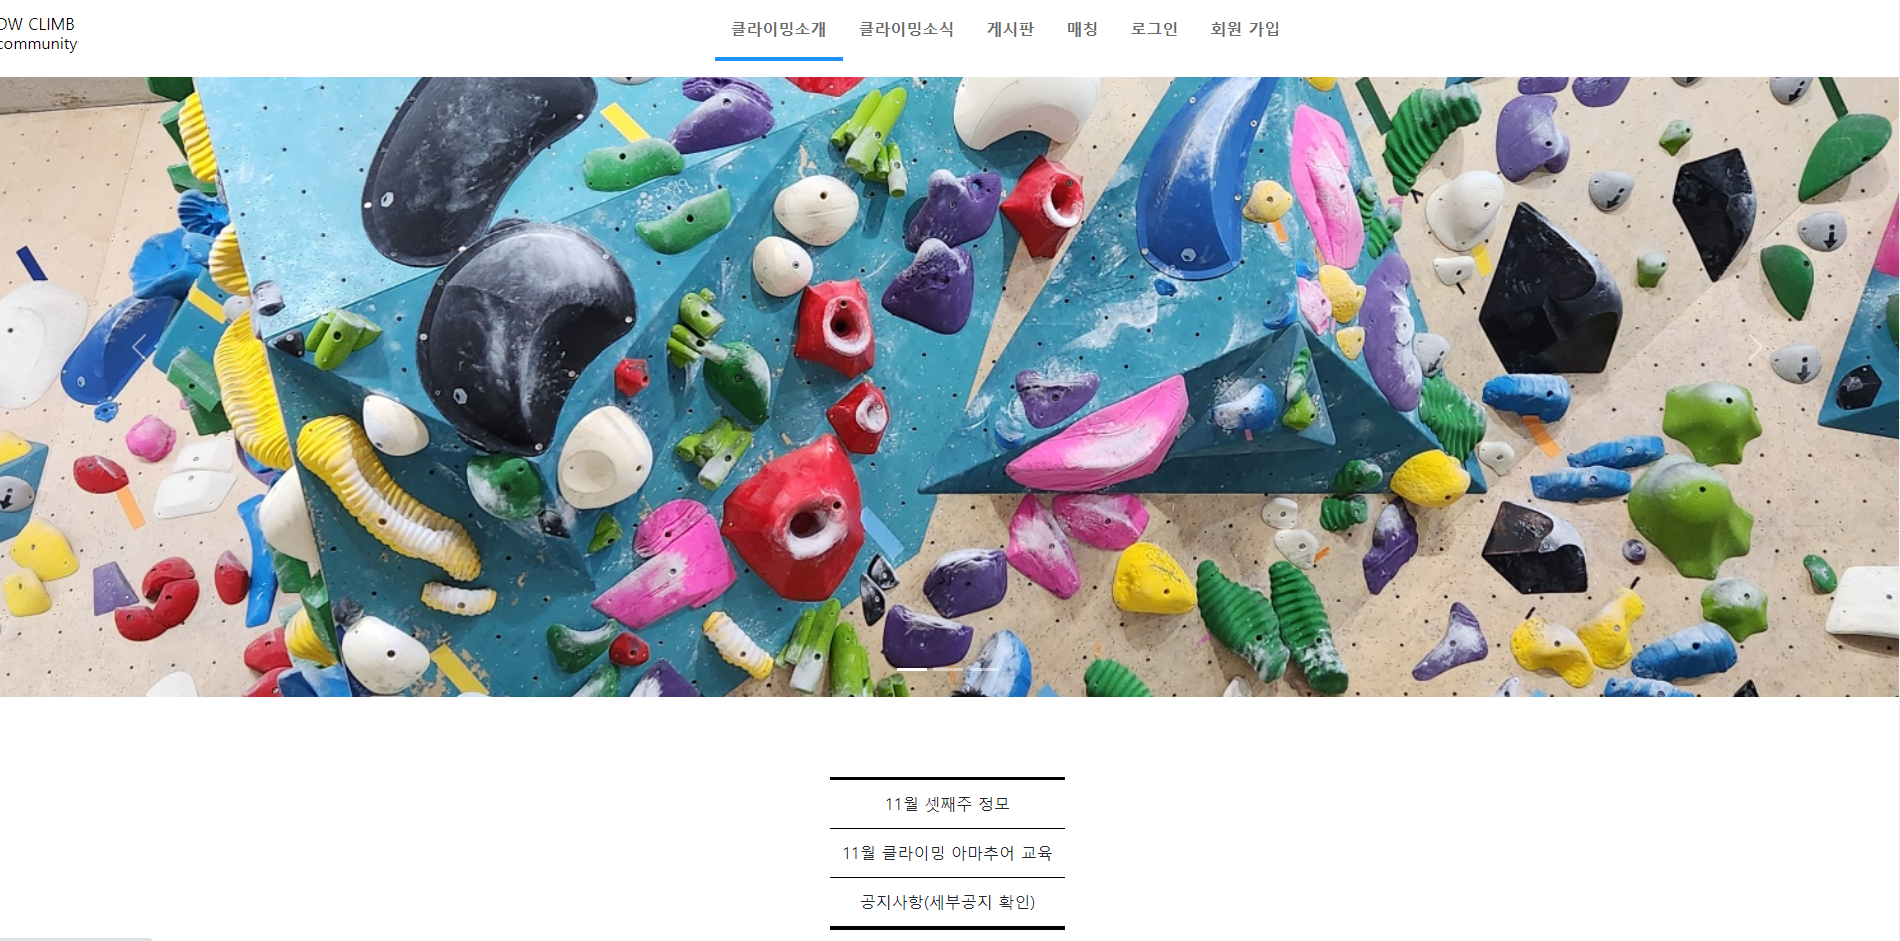 OW CLIMB
community
클라이밍소개 클라이밍소식 게시판 매칭 로그인 회원 가입
11월 셋째주 정모
11월 클라이밍 아마추어 교육
공지사항(세부공지 확인)